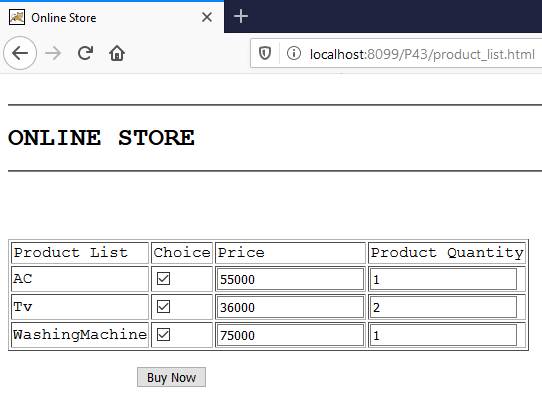 Online Store
localhost:8099/P43/product_list.html
ONLINE STORE
Product List Choice Price Product Quantity
AC 55000 1
Tv 36000 2
WashingMachine 75000 1
Buy Now